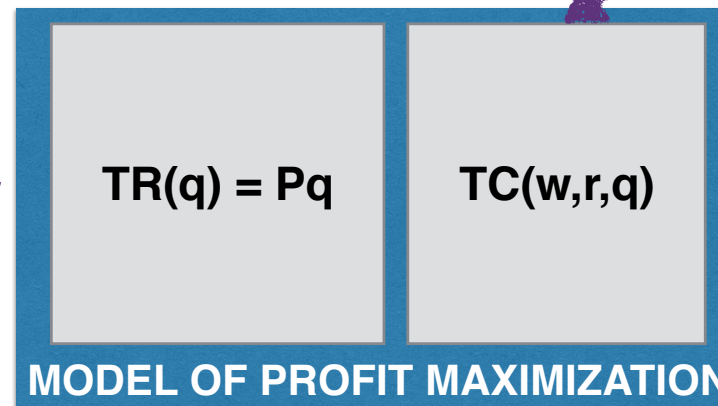 TR(q) = Pq
TC(w,r,q)
MODEL OF PROFIT MAXIMIZATION